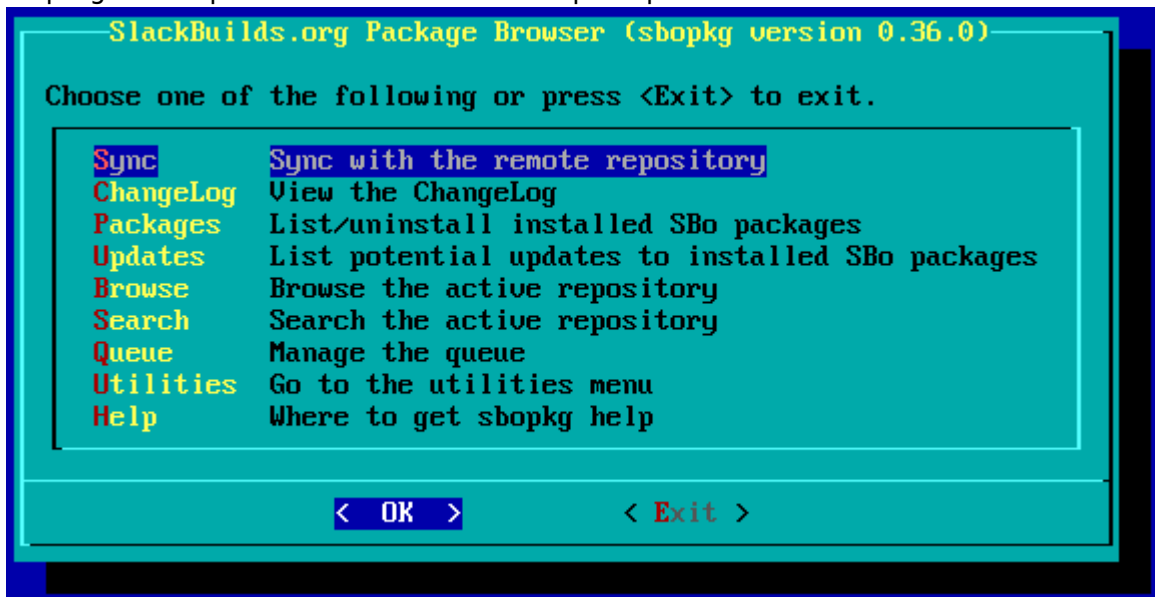 SlackBuilds.org Package Browser (sbopkg version 0.36.0)
Choose one of the following or press <Exit> to exit.
Sync Sync with the remote repository
ChangeLog View the ChangeLog
Packages List/uninstall installed SBo packages
Updates List potential updates to installed SBo packages
Browse Browse the active repository
Search Search the active repository
Queue Manage the queue
Utilities Go to the utilities menu
Help Where to get sbopkg help
< OK > < Exit >